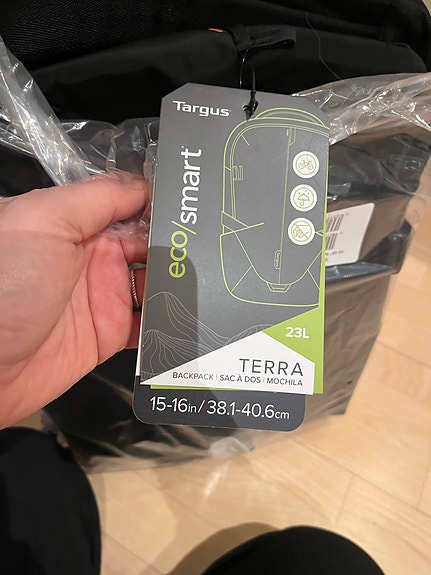 Targus
eco/smart
23L
TERRA
BACKPACK | SAC À DOS | MOCHILA
15-16in/38.1-40.6cm